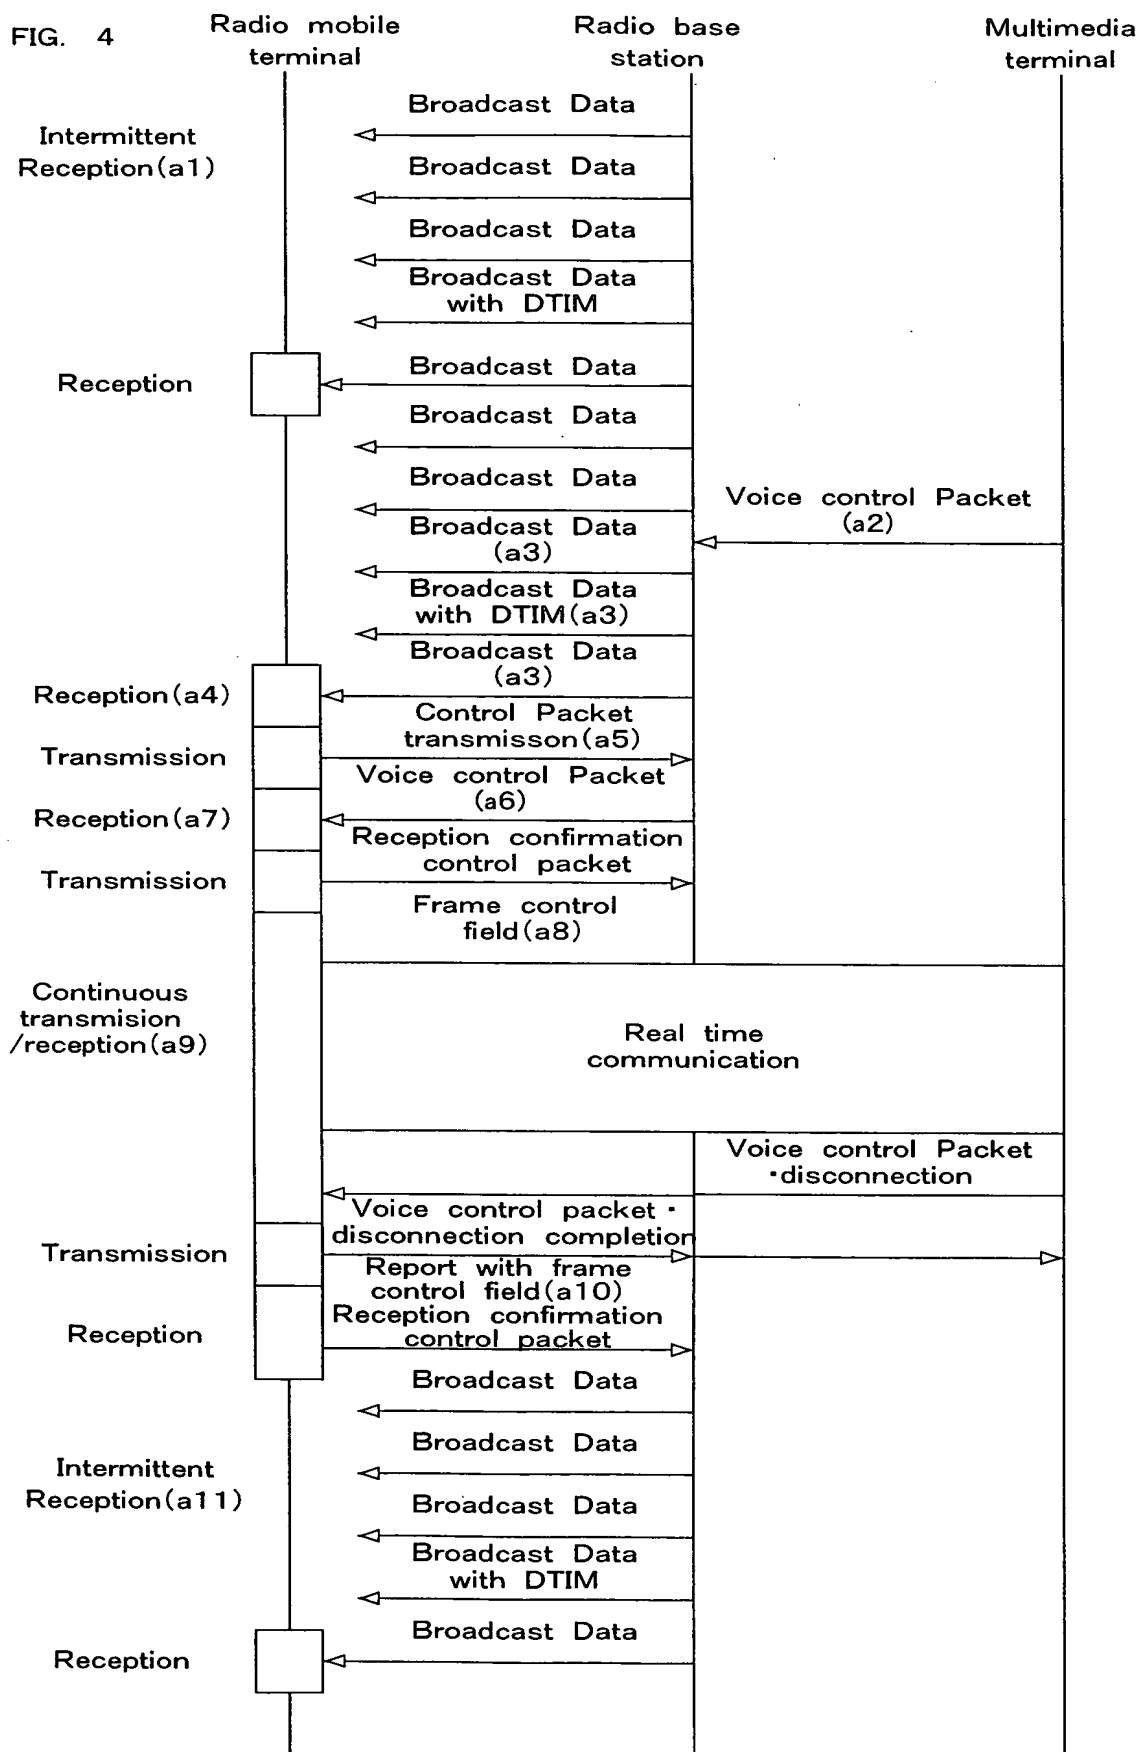 FIG. 4
Radio mobile
terminal
Radio base
station
Multimedia
terminal
Broadcast Data
Intermittent
Reception(a1)
Broadcast Data
Broadcast Data
Broadcast Data
with DTIM
Reception
Broadcast Data
Broadcast Data
Broadcast Data
Voice control Packet
(a2)
Broadcast Data
(a3)
Broadcast Data
with DTIM(a3)
Broadcast Data
(a3)
Reception(a4)
Control Packet
transmisson(a5)
Transmission
Voice control Packet
(a6)
Reception(a7)
Reception confirmation
control packet
Transmission
Frame control
field(a8)
Continuous
transmision
/reception(a9)
Real time
communication
Voice control Packet
・disconnection
Voice control packet・
disconnection completion
Transmission
Report with frame
control field(a10)
Reception confirmation
control packet
Reception
Broadcast Data
Broadcast Data
Intermittent
Reception(a11)
Broadcast Data
Broadcast Data
with DTIM
Broadcast Data
Reception